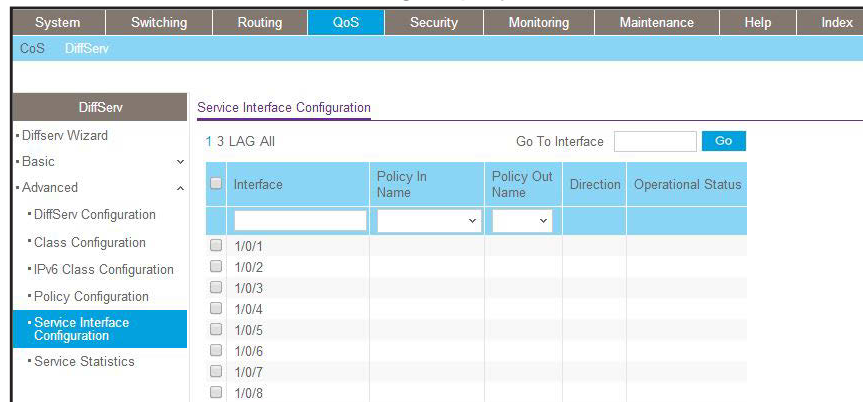 System Switching Routing QoS Security Monitoring Maintenance Help Index
CoS DiffServ
DiffServ
Diffserv Wizard
Basic
Advanced
DiffServ Configuration
Class Configuration
IPv6 Class Configuration
Policy Configuration
Service Interface
Configuration
Service Statistics
Service Interface Configuration
1 3 LAG All Go To Interface Go
Interface Policy In Name Policy Out Name Direction Operational Status
1/0/1
1/0/2
1/0/3
1/0/4
1/0/5
1/0/6
1/0/7
1/0/8